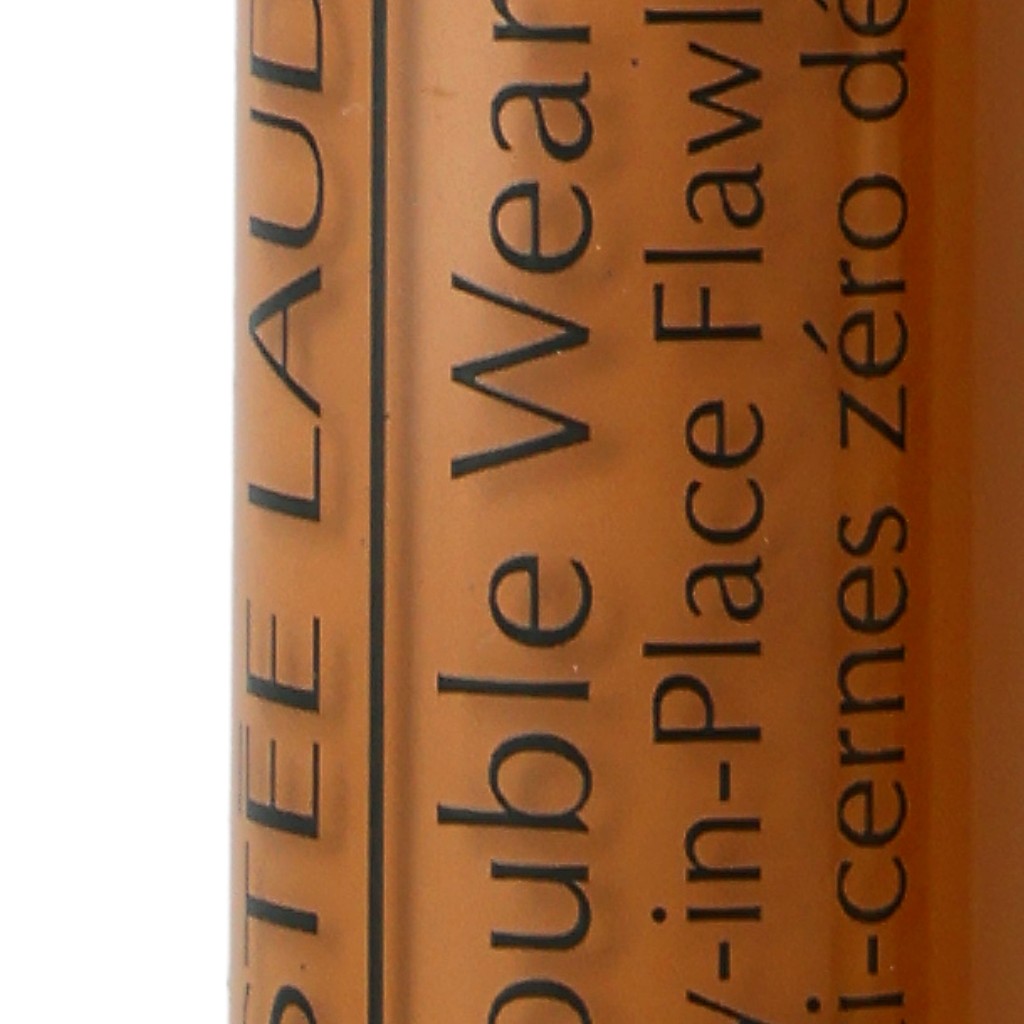 STEE LAUD
ouble Wear
y-in-Place Flawl
i-cernes zéro dé